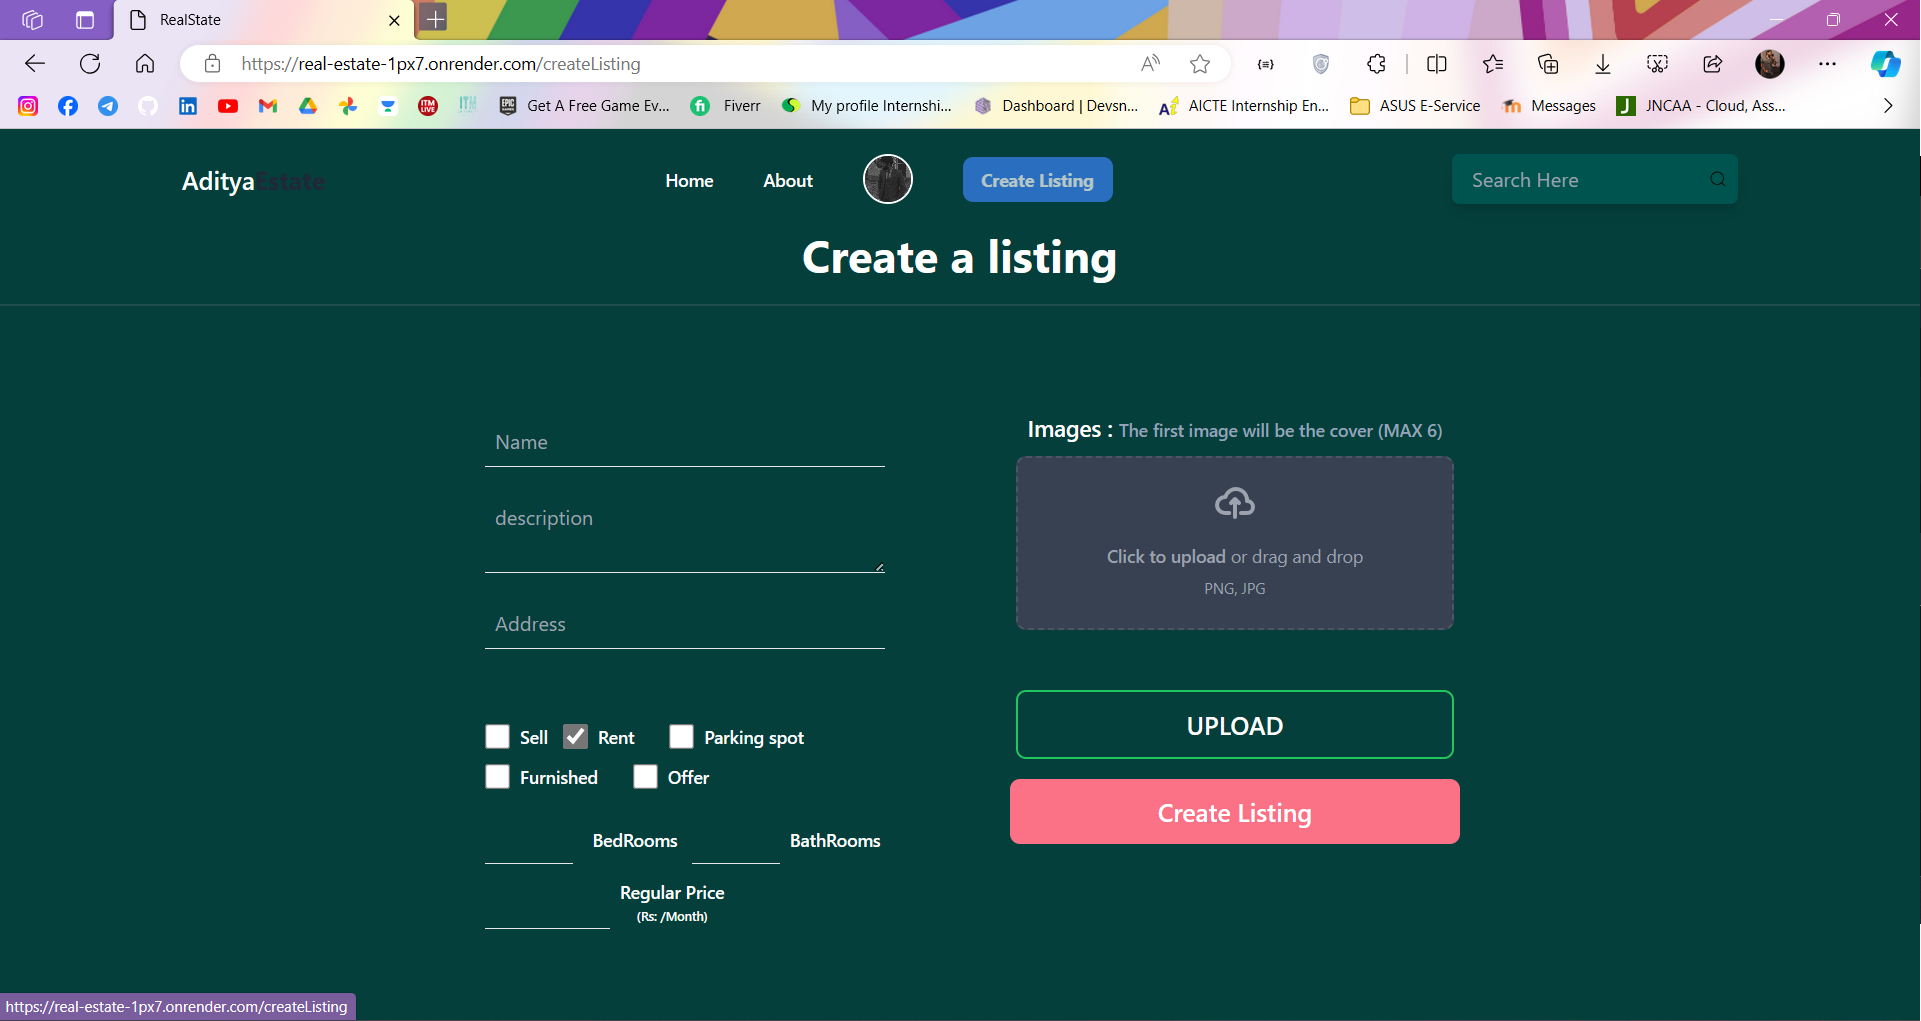 RealState
https://real-estate-1px7.onrender.com/createListing
Get A Free Game Ev... Fiverr My profile Internshi... Dashboard | Devsn... AICTE Internship En... ASUS E-Service Messages JNCAA - Cloud, Ass...
AdityaEstate Home About Create Listing Search Here
Create a listing
Name
description
Address
Sell Rent Parking spot
Furnished Offer
BedRooms BathRooms
Regular Price
(Rs: /Month)
Images : The first image will be the cover (MAX 6)
Click to upload or drag and drop
PNG, JPG
UPLOAD
Create Listing
https://real-estate-1px7.onrender.com/createListing